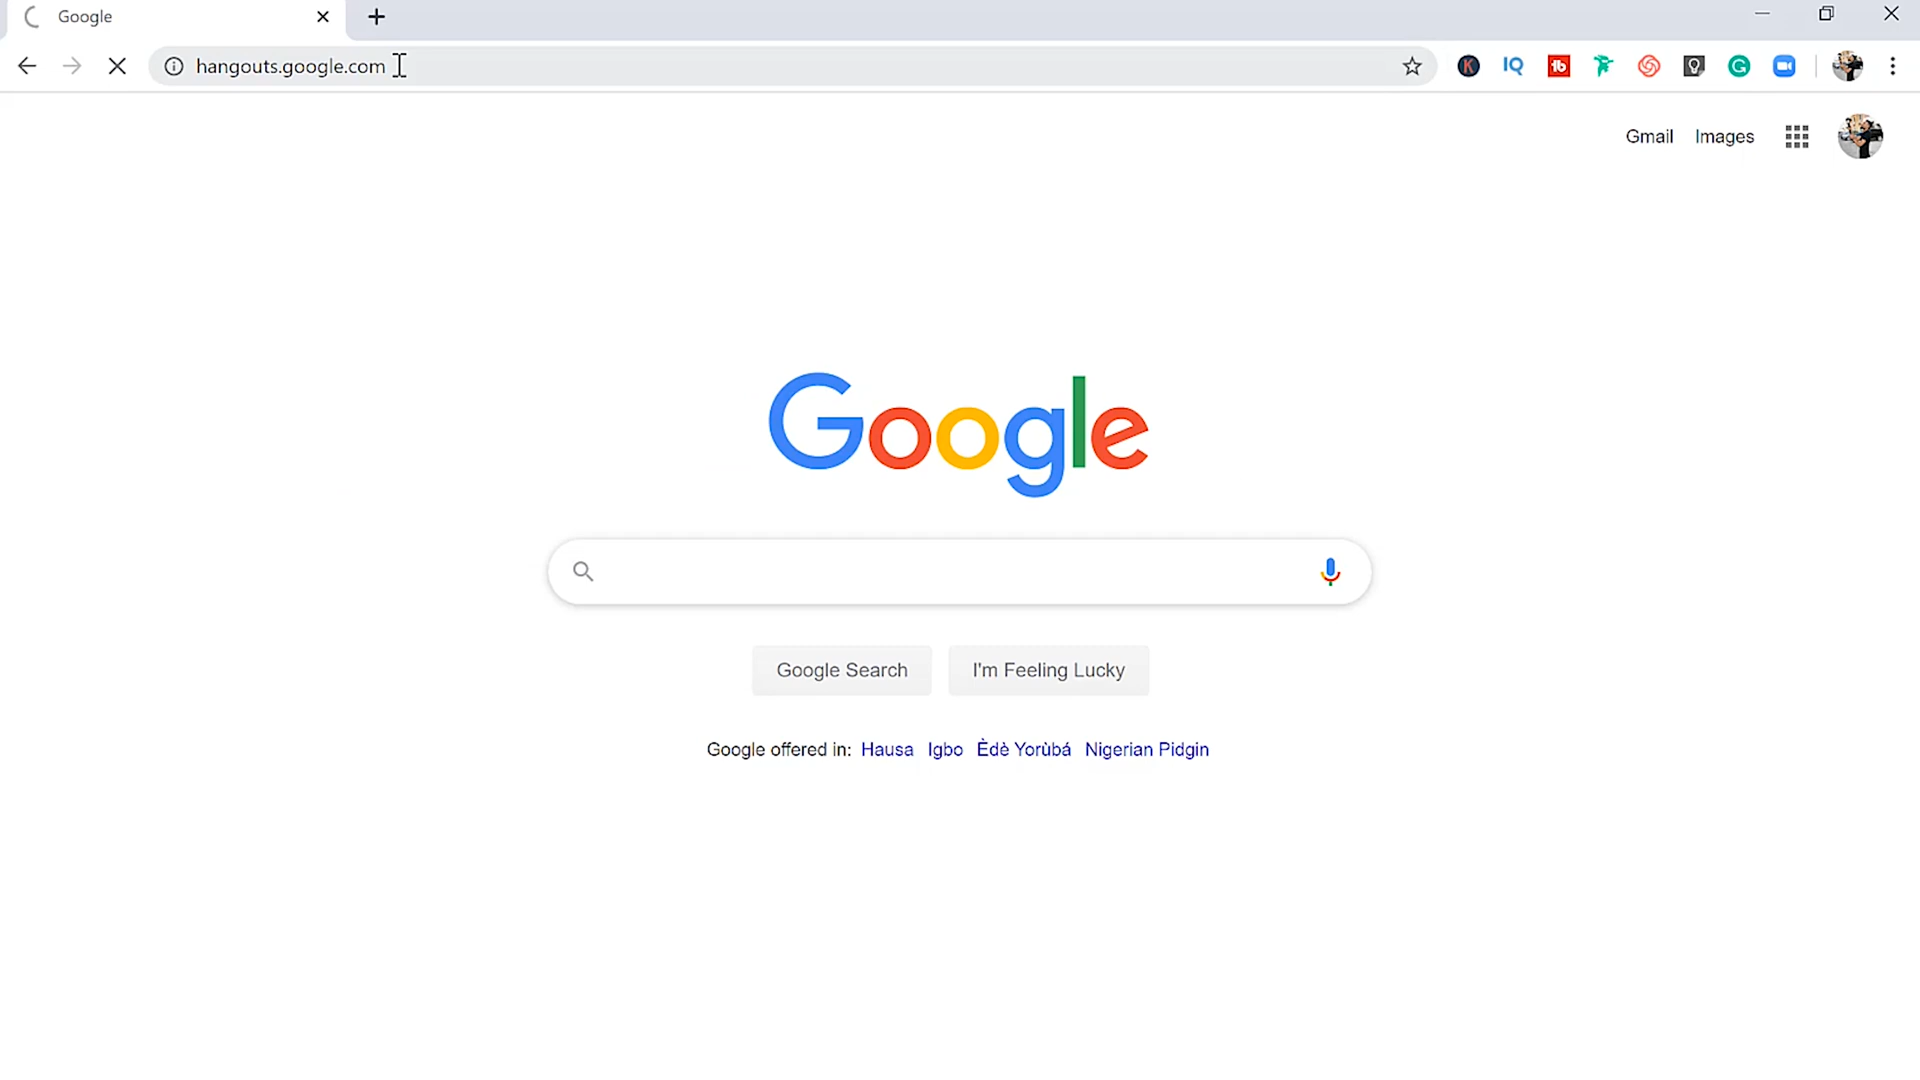 Google
hangouts.google.com
K IQ tb G
Gmail Images
Google
Google Search I'm Feeling Lucky
Google offered in: Hausa Igbo Èdè Yorùbá Nigerian Pidgin